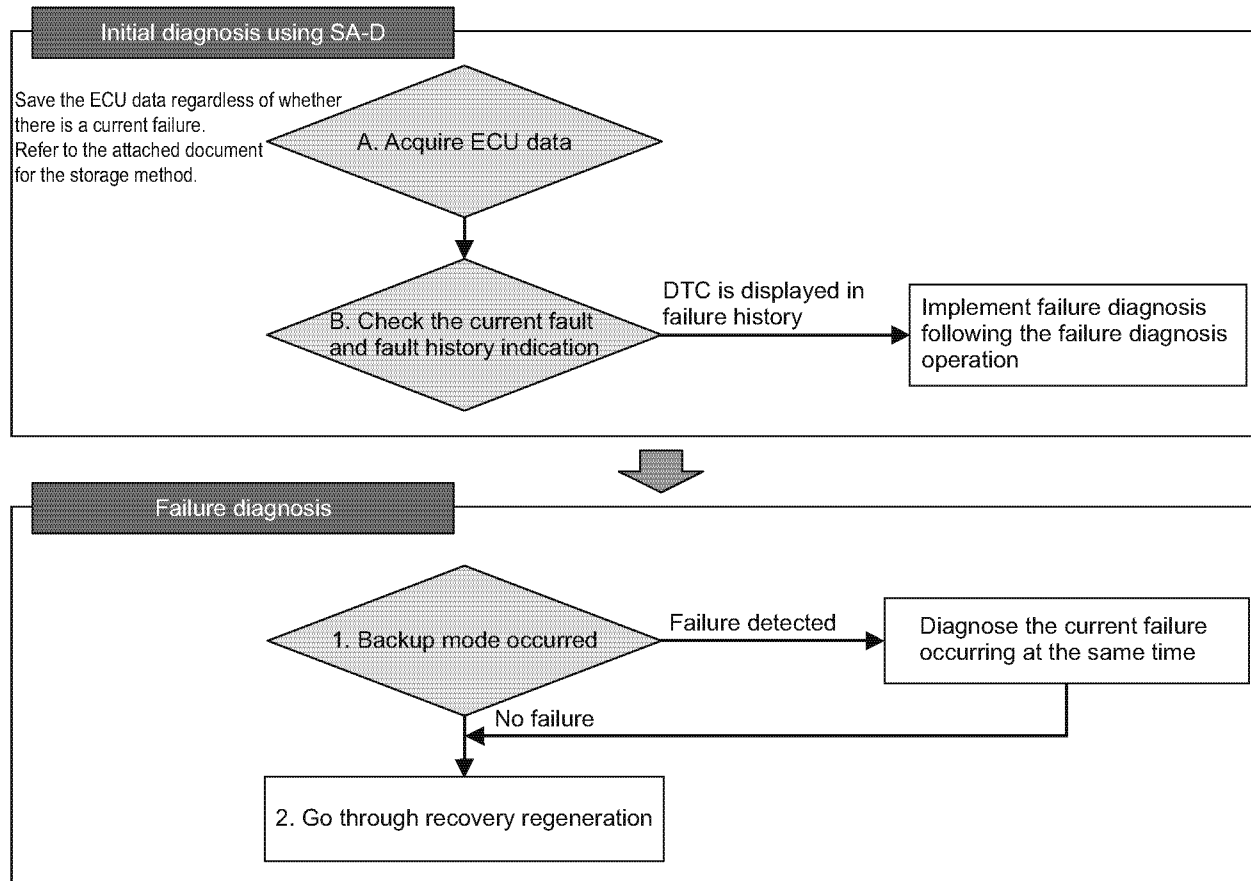 Initial diagnosis using SA-D
Save the ECU data regardless of whether
there is a current failure.
Refer to the attached document
for the storage method.
A. Acquire ECU data
B. Check the current fault
and fault history indication
DTC is displayed in
failure history
Implement failure diagnosis
following the failure diagnosis
operation
Failure diagnosis
1. Backup mode occurred
Failure detected
Diagnose the current failure
occurring at the same time
No failure
2. Go through recovery regeneration